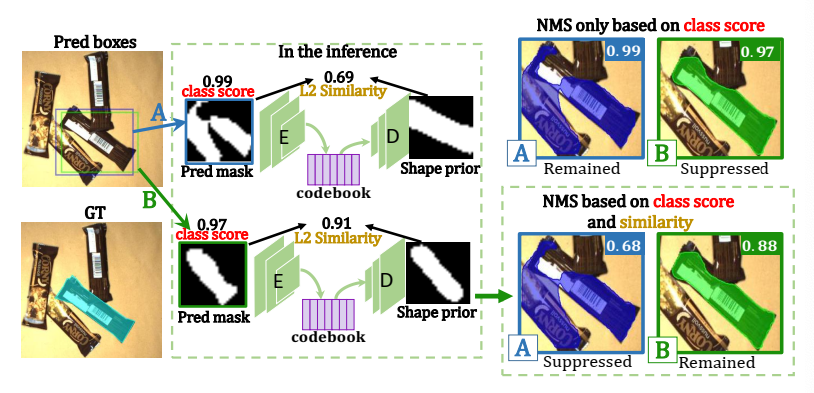 Pred boxes
A
B
GT
In the inference
0.99
class score
0.69
L2 Similarity
E
D
Pred mask
codebook
Shape prior
0.97
class score
0.91
L2 Similarity
E
D
Pred mask
codebook
Shape prior
NMS only based on class score
0.99
0. 97
A
B
Remained
Suppressed
NMS based on class score
and similarity
0.68
0.88
A
B
Suppressed
Remained
CORNY